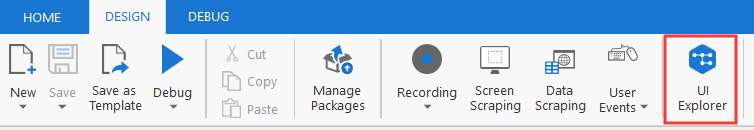 HOME DESIGN DEBUG
New Save Save as Template Debug
Cut
Copy
Paste
Manage Packages
Recording Screen Scraping Data Scraping User Events UI Explorer